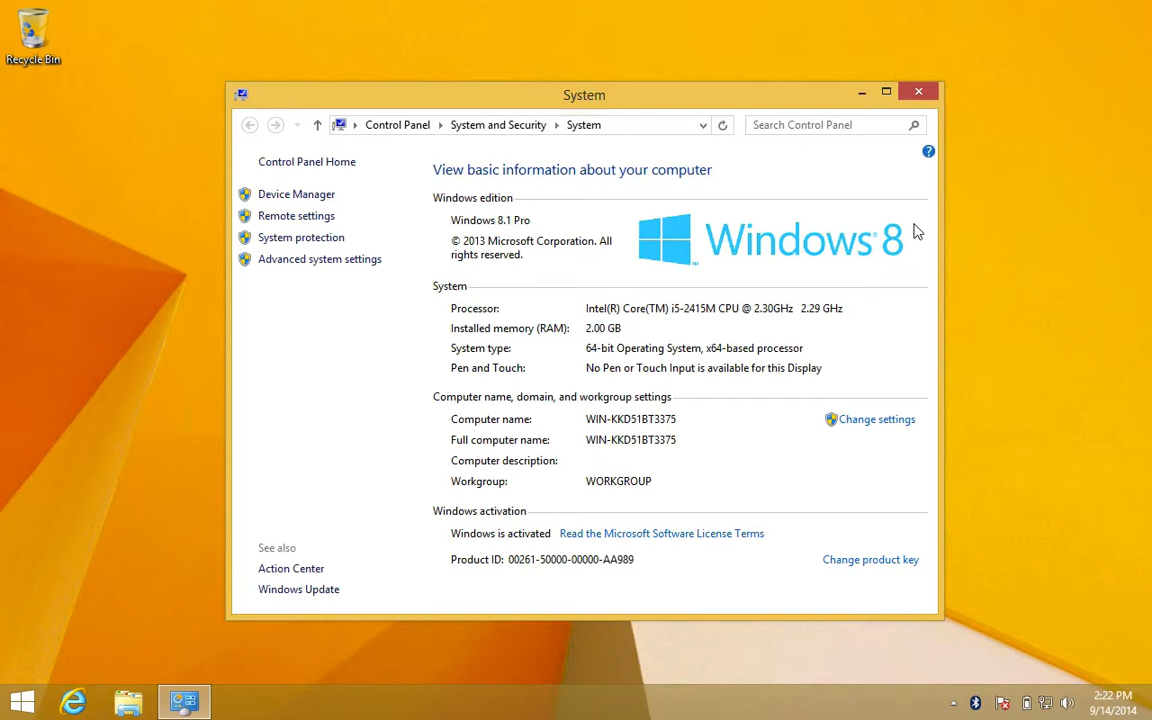 Recycle Bin
System
Control Panel System and Security System
Search Control Panel
Control Panel Home
Device Manager
Remote settings
System protection
Advanced system settings
See also
Action Center
Windows Update
View basic information about your computer
Windows edition
Windows 8.1 Pro
© 2013 Microsoft Corporation. All
rights reserved.
Windows® 8
™
System
Processor: Intel(R) Core(TM) i5-2415M CPU @ 2.30GHz 2.29 GHz
Installed memory (RAM): 2.00 GB
System type: 64-bit Operating System, x64-based processor
Pen and Touch: No Pen or Touch Input is available for this Display
Computer name, domain, and workgroup settings
Computer name: WIN-KKD51BT3375 Change settings
Full computer name: WIN-KKD51BT3375
Computer description:
Workgroup: WORKGROUP
Windows activation
Windows is activated Read the Microsoft Software License Terms
Product ID: 00261-50000-00000-AA989 Change product key
2:22 PM
9/14/2014